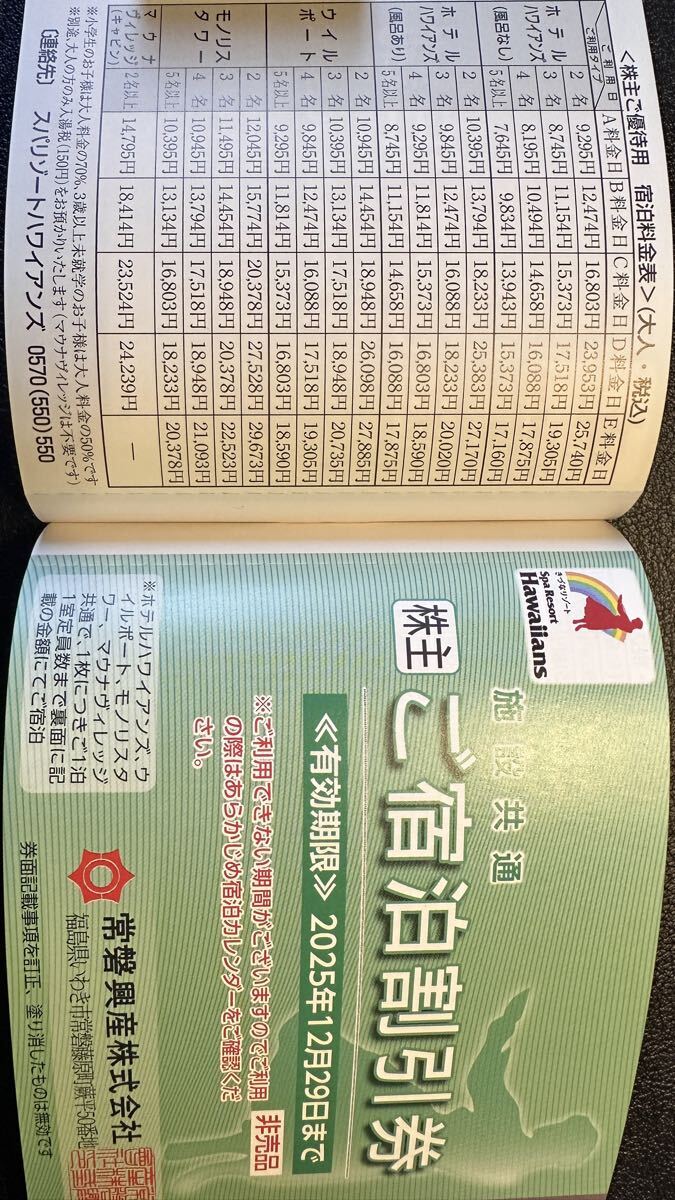 <株主ご優待用 宿泊料金表> (大人・税込)
ご利用日 A料金日 B料金日 C料金日 D料金日 E料金日
ご利用タイプ
ホテルハワイアンズ (風呂なし)
2名 9,295円 12,474円 16,803円 23,953円 25,740円
3名 8,745円 11,154円 15,373円 17,518円 19,305円
4名 8,195円 10,494円 14,658円 16,088円 17,875円
5名以上 7,645円 9,834円 13,943円 15,373円 17,160円
ホテルハワイアンズ (風呂あり)
2名 10,395円 13,794円 18,233円 25,383円 27,170円
3名 9,845円 12,474円 16,088円 18,233円 20,020円
4名 9,295円 11,814円 15,373円 16,803円 18,590円
5名以上 8,745円 11,154円 14,658円 16,088円 17,875円
ウイルポート
2名 10,945円 14,454円 18,948円 26,098円 27,885円
3名 10,395円 13,134円 17,518円 18,948円 20,735円
4名 9,845円 12,474円 16,088円 17,518円 19,305円
5名以上 9,295円 11,814円 15,373円 16,803円 18,590円
モノリスタワー
2名 12,045円 15,774円 20,378円 27,528円 29,673円
3名 11,495円 14,454円 18,948円 20,378円 22,523円
4名 10,945円 13,794円 17,518円 18,948円 21,093円
5名以上 10,395円 13,134円 16,803円 18,233円 20,378円
マウナヴィレッジ (キャビン) 2名以上 14,795円 18,414円 23,524円 24,239円 —
※小学生のお子様は大人料金の70%、3歳以上未就学のお子様は大人料金の50%です
※別途、大人の方のみ入湯税(150円)をお預かりいたします(マウナヴィレッジは不要です)
〔連絡先〕 スパリゾートハワイアンズ 0570(550)550
きづなリゾート
Spa Resort
Hawaiians
施設共通
株主 ご宿泊割引券
≪有効期限≫ 2025年12月29日まで
※ご利用できない期間がございますのでご利用
の際はあらかじめ宿泊カレンダーをご確認くだ
さい。
非売品
※ホテルハワイアンズ、ウ
イルポート、モノリスタ
ワー、マウナヴィレッジ
共通で、1枚につきご1泊
1室定員数まで裏面に記
載の金額にてご宿泊
常磐興産株式会社
福島県いわき市常磐藤原町蕨平50番地
券面記載事項を訂正、塗り消したものは無効です